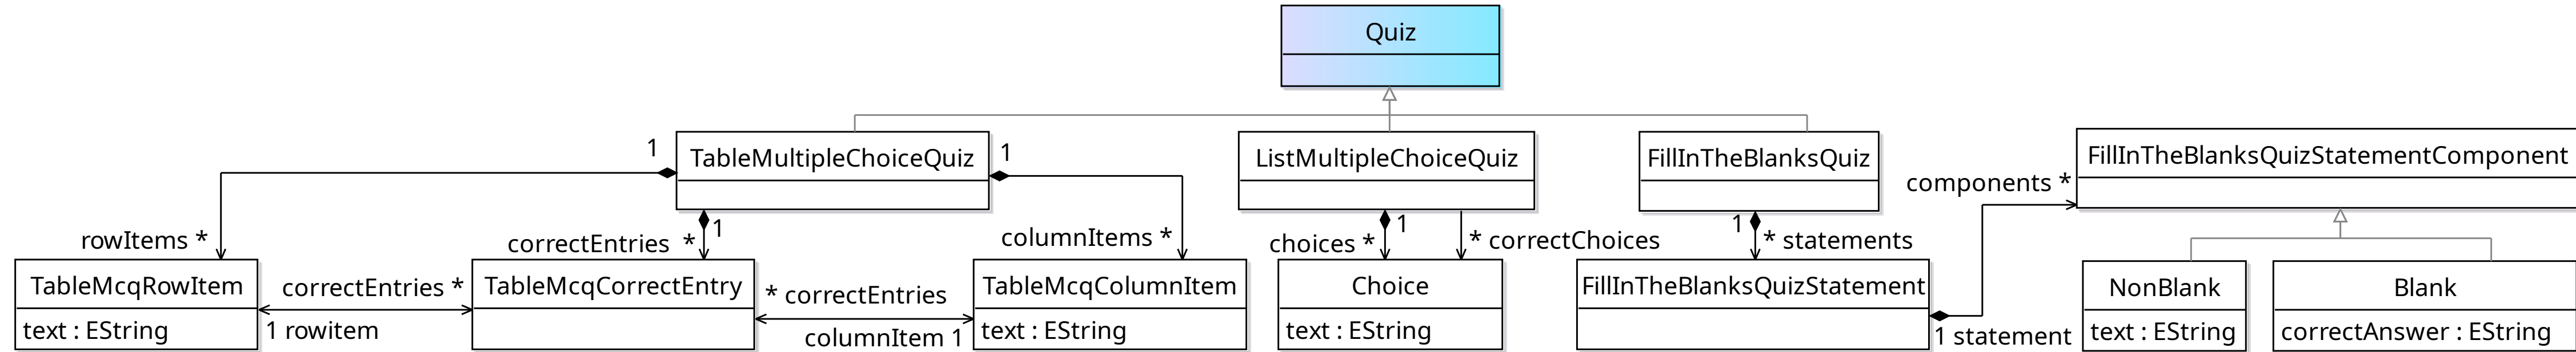 Quiz
TableMultipleChoiceQuiz
ListMultipleChoiceQuiz
FillInTheBlanksQuiz
FillInTheBlanksQuizStatementComponent
1
1
components *
rowItems *
correctEntries *
1
columnItems *
choices *
1
* correctChoices
1
* statements
TableMcqRowItem
text : EString
correctEntries *
1 rowitem
TableMcqCorrectEntry
* correctEntries
columnItem 1
TableMcqColumnItem
text : EString
Choice
text : EString
FillInTheBlanksQuizStatement
1 statement
NonBlank
text : EString
Blank
correctAnswer : EString